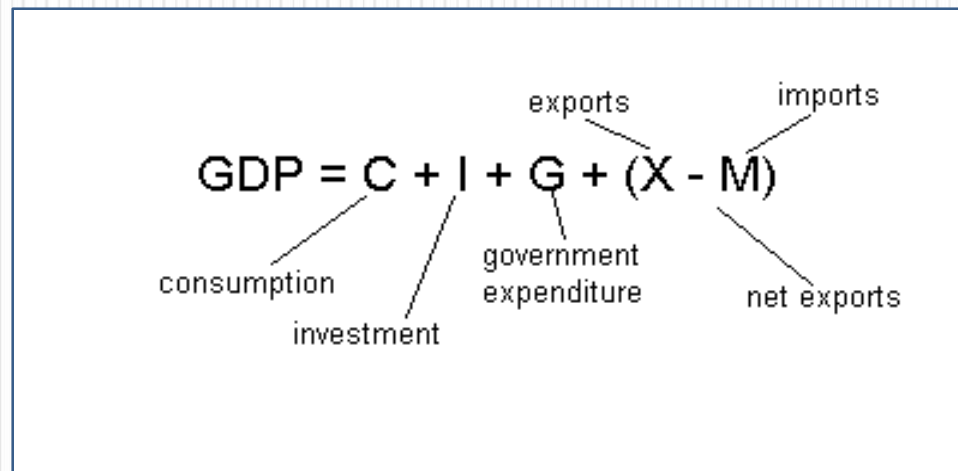 exports
imports
GDP = C + I + G + (X - M)
consumption
investment
government
expenditure
net exports